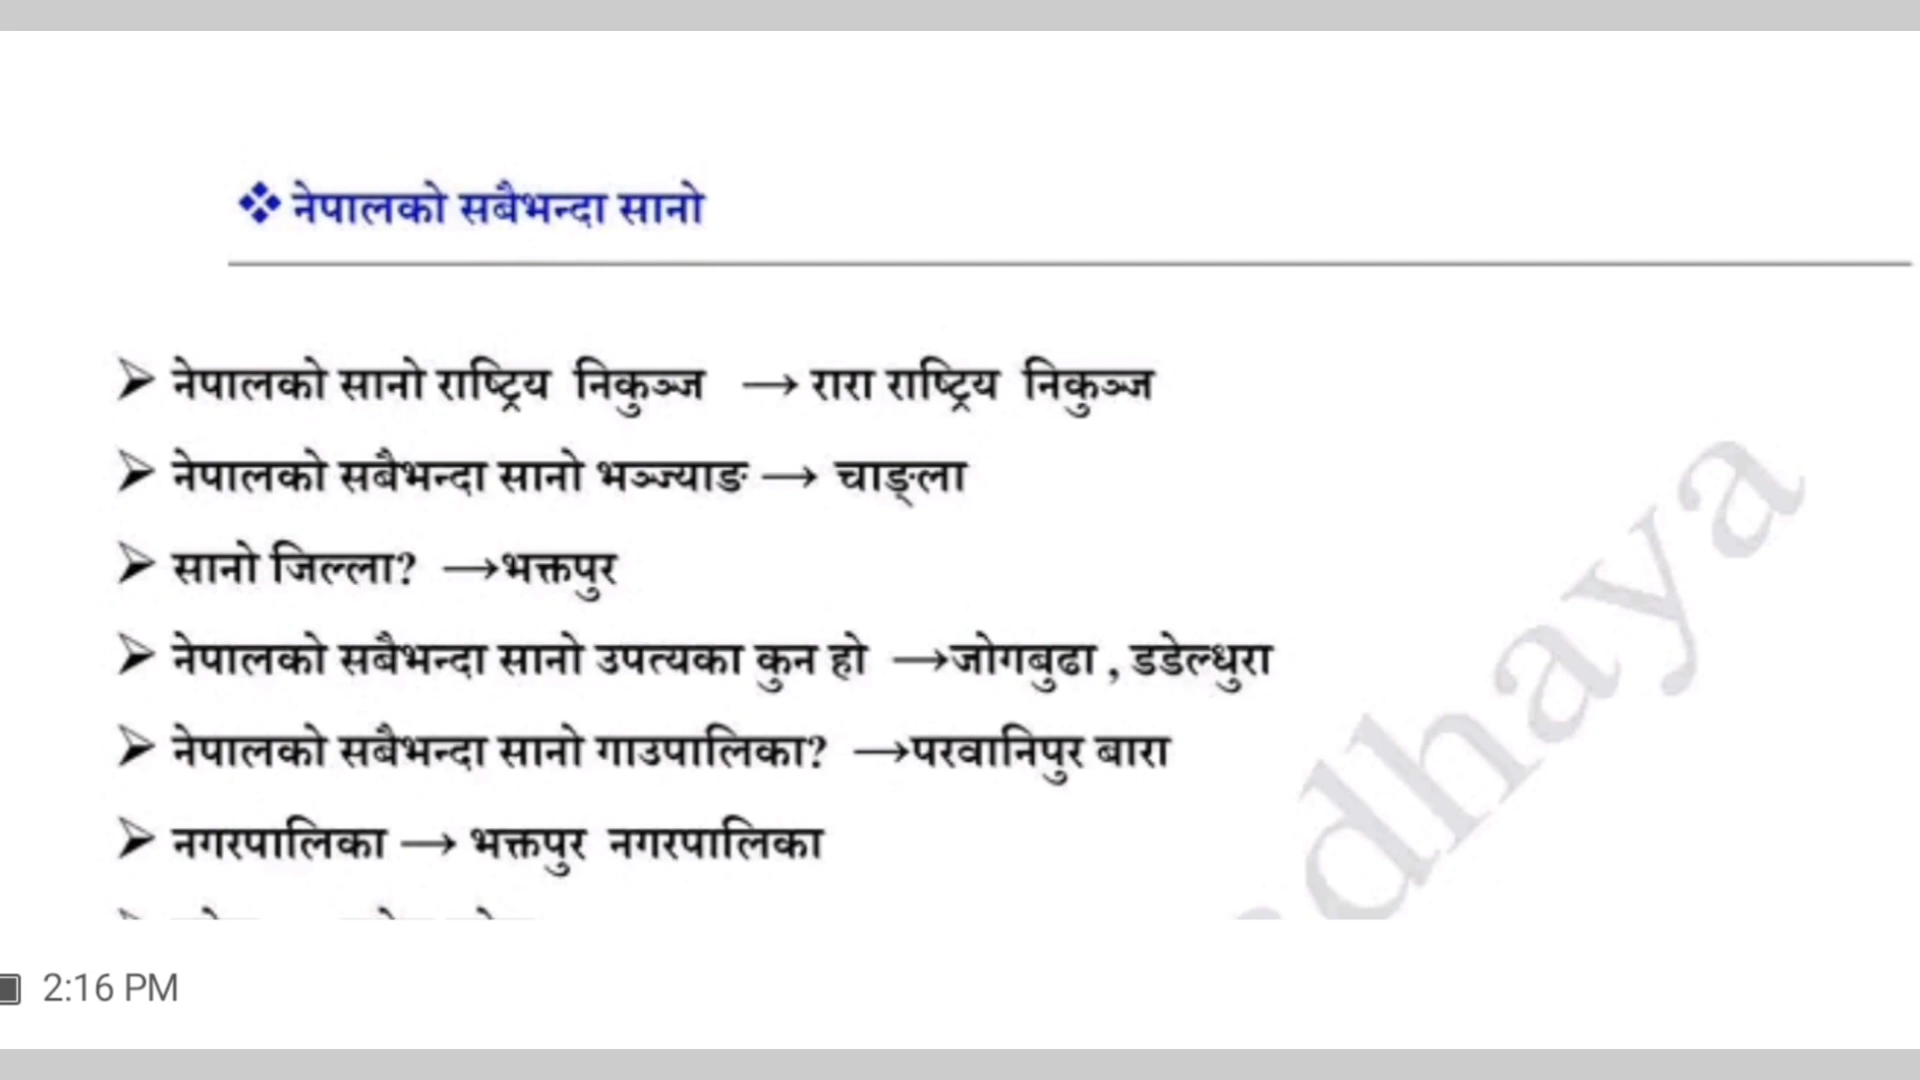 ❖ नेपालको सबैभन्दा सानो
➢ नेपालको सानो राष्ट्रिय निकुञ्ज → रारा राष्ट्रिय निकुञ्ज
➢ नेपालको सबैभन्दा सानो भञ्ज्याङ → चाङ्ला
➢ सानो जिल्ला? →भक्तपुर
➢ नेपालको सबैभन्दा सानो उपत्यका कुन हो →जोगबुढा , डडेल्धुरा
➢ नेपालको सबैभन्दा सानो गाउपालिका? →परवानिपुर बारा
➢ नगरपालिका → भक्तपुर नगरपालिका
dhaya
2:16 PM